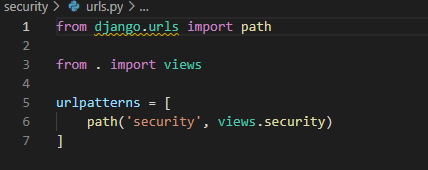 security > urls.py > ...
1 from django.urls import path
2
3 from . import views
4
5 urlpatterns = [
6     path('security', views.security)
7 ]